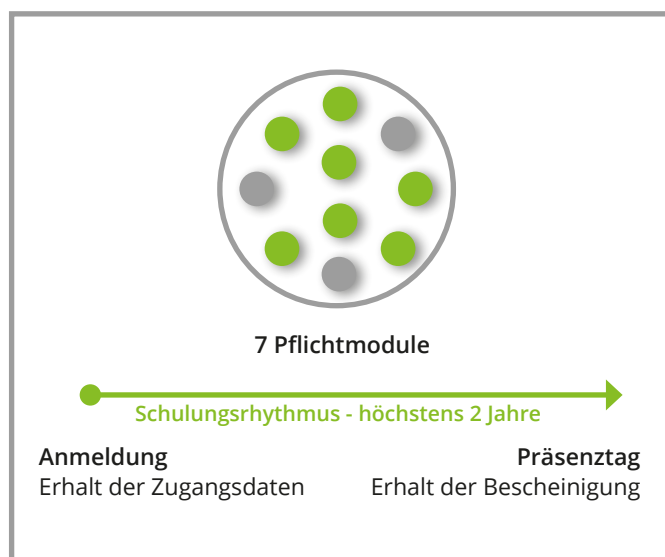 7 Pflichtmodule
Schulungsrhythmus - höchstens 2 Jahre
Anmeldung
Erhalt der Zugangsdaten
Präsenztag
Erhalt der Bescheinigung